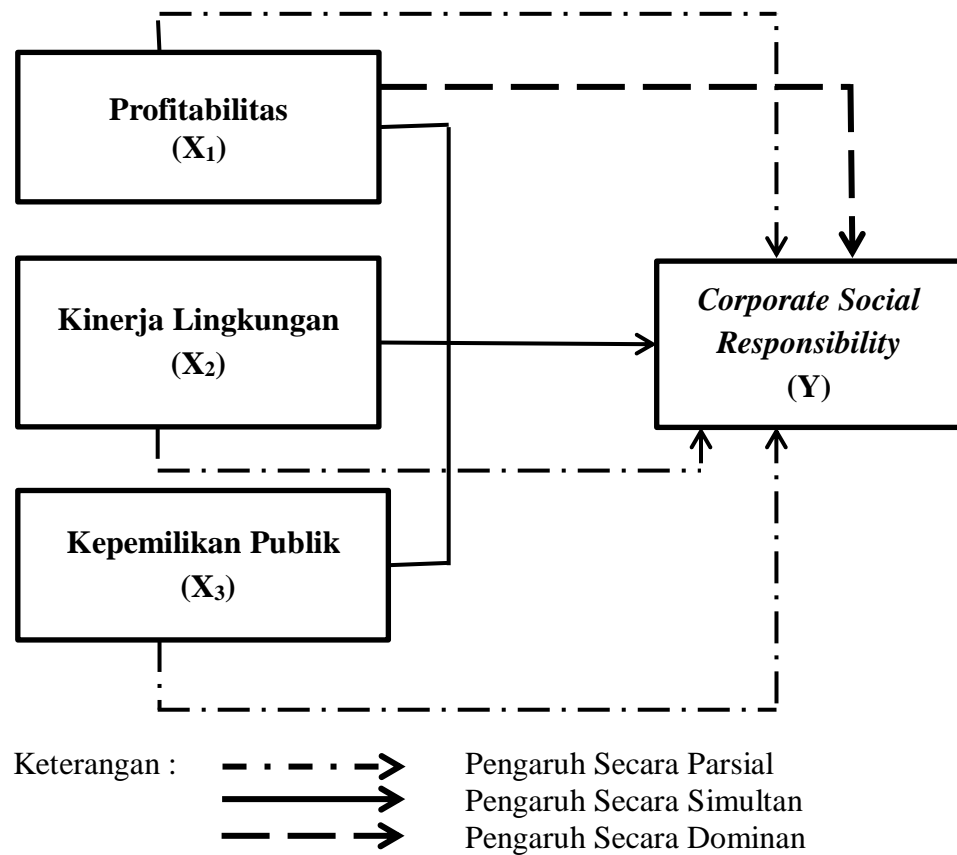 Profitabilitas
(X₁)
Kinerja Lingkungan
(X₂)
Corporate Social
Responsibility
(Y)
Kepemilikan Publik
(X₃)
Keterangan :
Pengaruh Secara Parsial
Pengaruh Secara Simultan
Pengaruh Secara Dominan